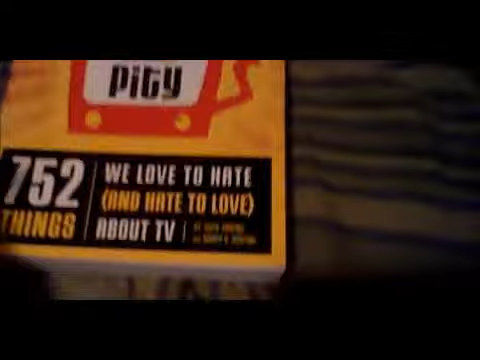 pity
752 THINGS
WE LOVE TO HATE
(AND HATE TO LOVE)
ABOUT TV